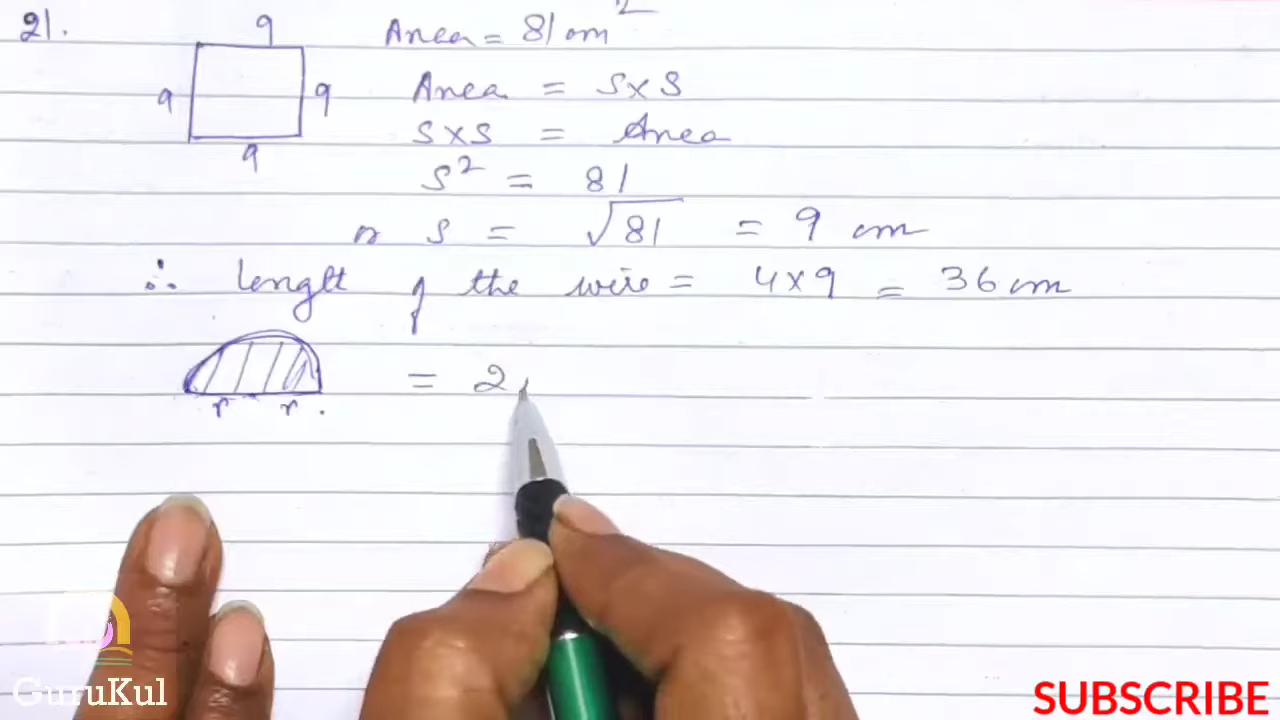 21.
9
Area = 81 cm²
9
9
Area = S×S
9
S×S = Area
S² = 81
or S = √81 = 9 cm
∴ length of the wire = 4×9 = 36 cm
= 2
r r
GuruKul
SUBSCRIBE